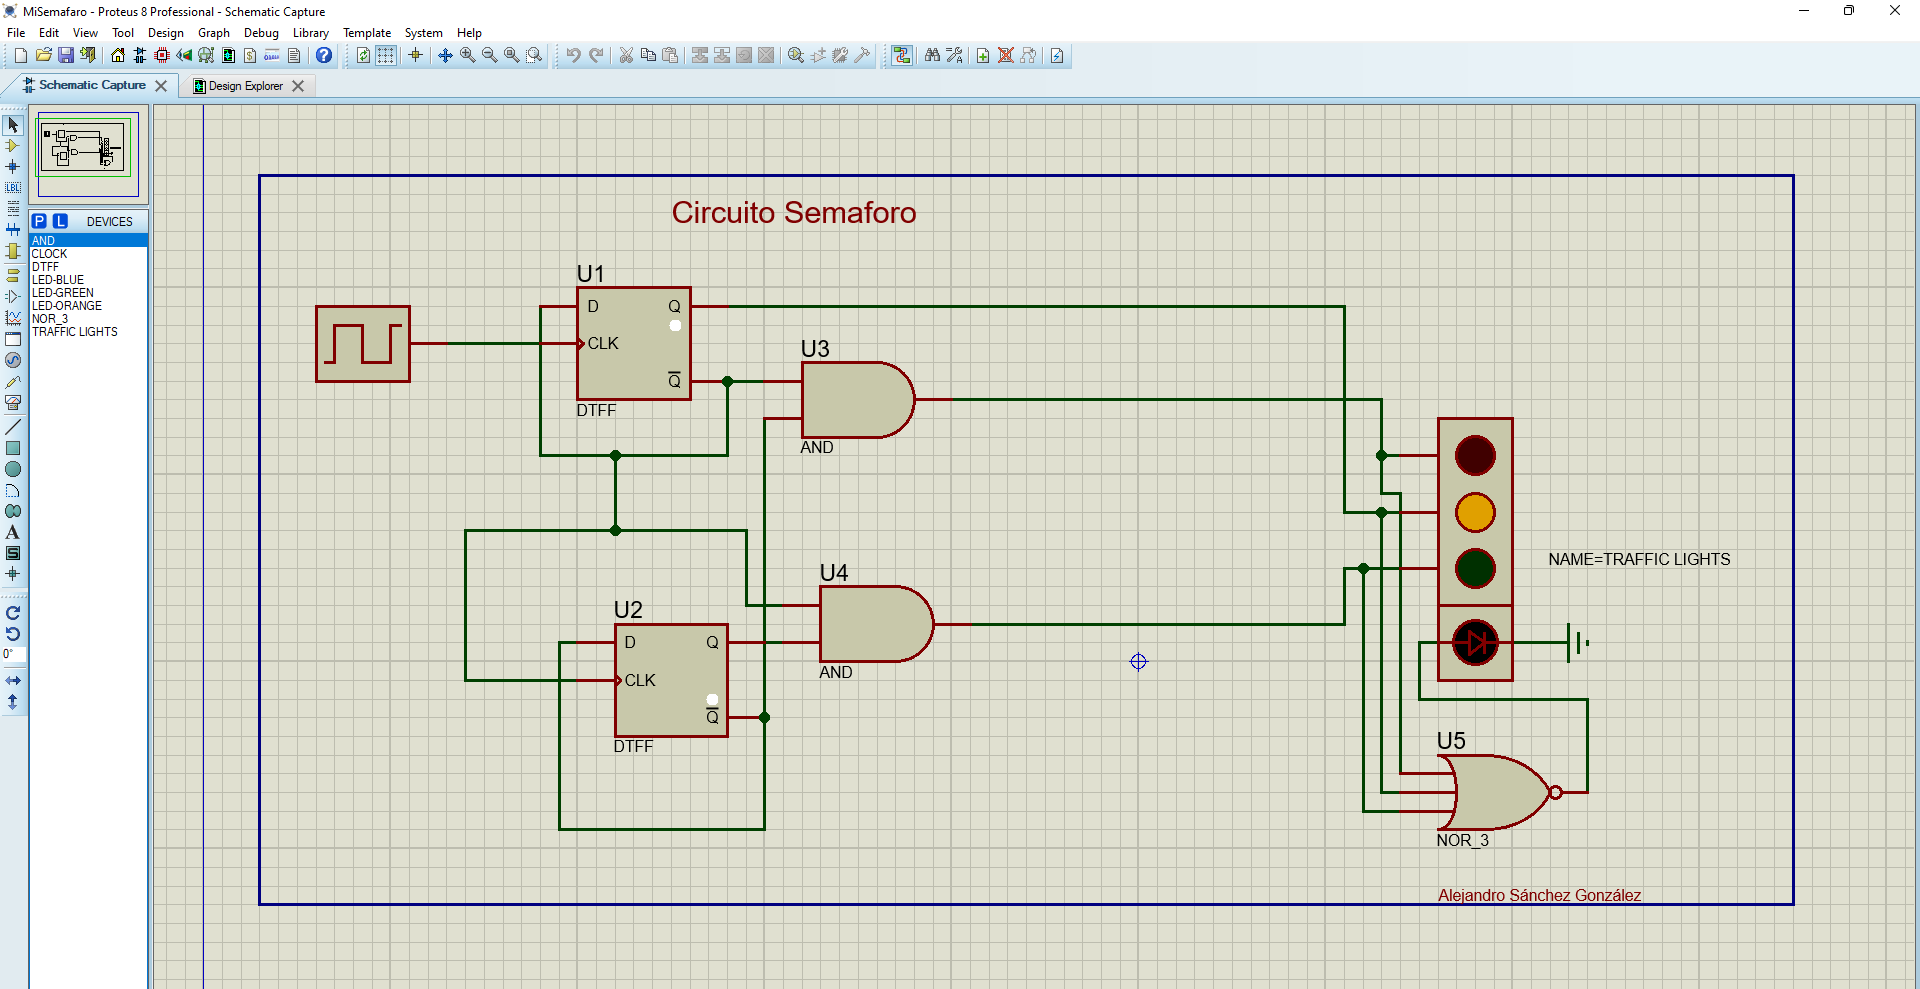 MiSemafaro - Proteus 8 Professional - Schematic Capture
File Edit View Tool Design Graph Debug Library Template System Help
Schematic Capture
Design Explorer
P L DEVICES
AND
CLOCK
DTFF
LED-BLUE
LED-GREEN
LED-ORANGE
NOR_3
TRAFFIC LIGHTS
LBL
A
S
0°
Circuito Semaforo
U1
D Q
CLK
Q
DTFF
U3
AND
U4
AND
U2
D Q
CLK
Q
DTFF
NAME=TRAFFIC LIGHTS
U5
NOR_3
Alejandro Sánchez González